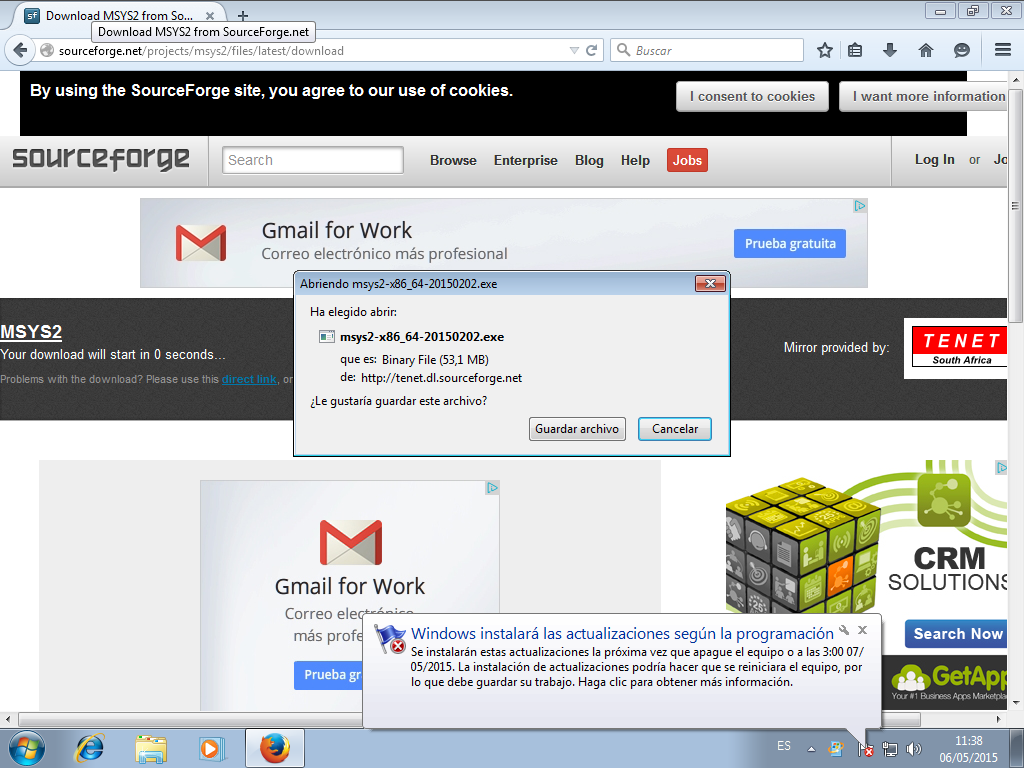 Download MSYS2 from So...
Download MSYS2 from SourceForge.net
sourceforge.net/projects/msys2/files/latest/download
Buscar
By using the SourceForge site, you agree to our use of cookies.
I consent to cookies
I want more information
sourceforge
Search
Browse
Enterprise
Blog
Help
Jobs
Log In or Jo
Gmail for Work
Correo electrónico más profesional
Prueba gratuita
Abriendo msys2-x86_64-20150202.exe
Ha elegido abrir:
msys2-x86_64-20150202.exe
que es: Binary File (53,1 MB)
de: http://tenet.dl.sourceforge.net
¿Le gustaría guardar este archivo?
Guardar archivo
Cancelar
MSYS2
Your download will start in 0 seconds...
Problems with the download? Please use this direct link, or
Mirror provided by:
TENET
South Africa
Gmail for Work
Correo electrónico
más profe
Prueba gr
CRM
SOLUTIONS
Search Now
GetApp
Your #1 Business Apps Marketplac
Windows instalará las actualizaciones según la programación
Se instalarán estas actualizaciones la próxima vez que apague el equipo o a las 3:00 07/
05/2015. La instalación de actualizaciones podría hacer que se reiniciara el equipo, por
lo que debe guardar su trabajo. Haga clic para obtener más información.
ES
11:38
06/05/2015